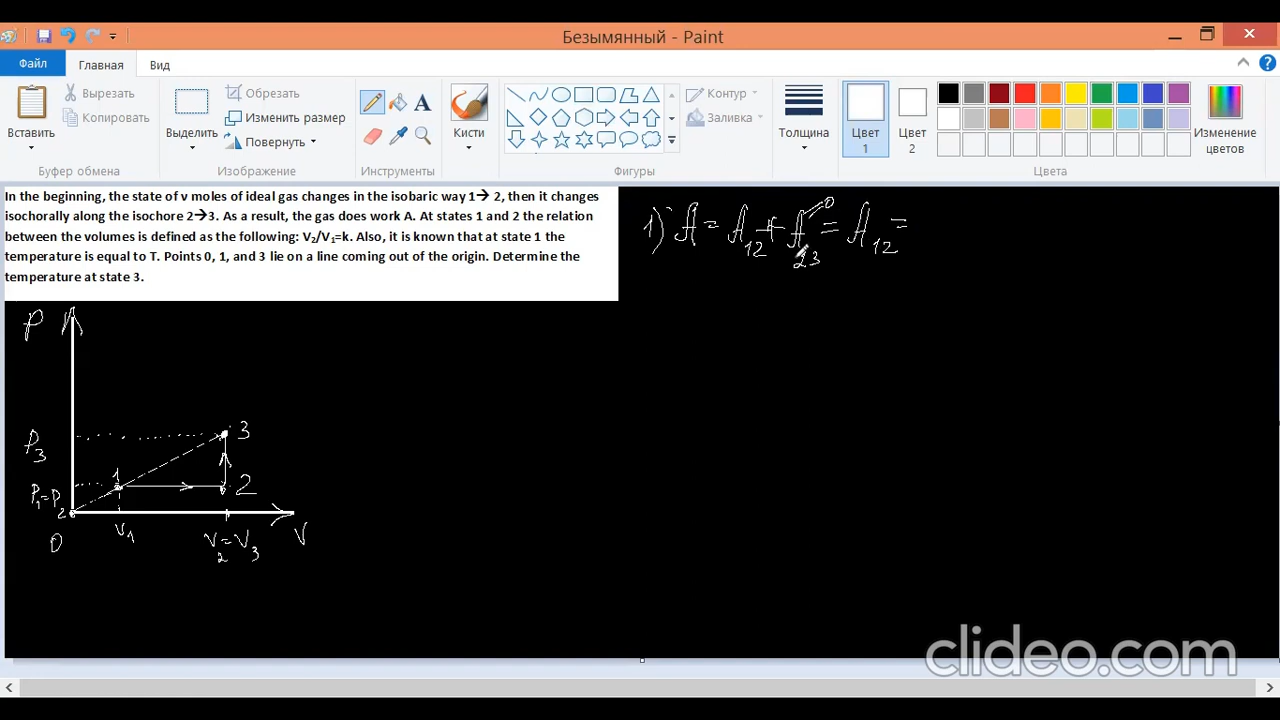 Безымянный - Paint
Файл
Главная
Вид
Вставить
Вырезать
Копировать
Буфер обмена
Выделить
Обрезать
Изменить размер
Повернуть
Изображение
Инструменты
Кисти
Контур
Заливка
Фигуры
Толщина
Цвет
1
Цвет
2
Изменение
цветов
Цвета
In the beginning, the state of v moles of ideal gas changes in the isobaric way 1→ 2, then it changes
isochorally along the isochore 2→3. As a result, the gas does work A. At states 1 and 2 the relation
between the volumes is defined as the following: V₂/V₁=k. Also, it is known that at state 1 the
temperature is equal to T. Points 0, 1, and 3 lie on a line coming out of the origin. Determine the
temperature at state 3.
1) A = A₁₂ + A₂₃ = A₁₂ =
0
P
P₃
3
1
P₁=P₂
2
0
V₁
V₂=V₃
V
clideo.com